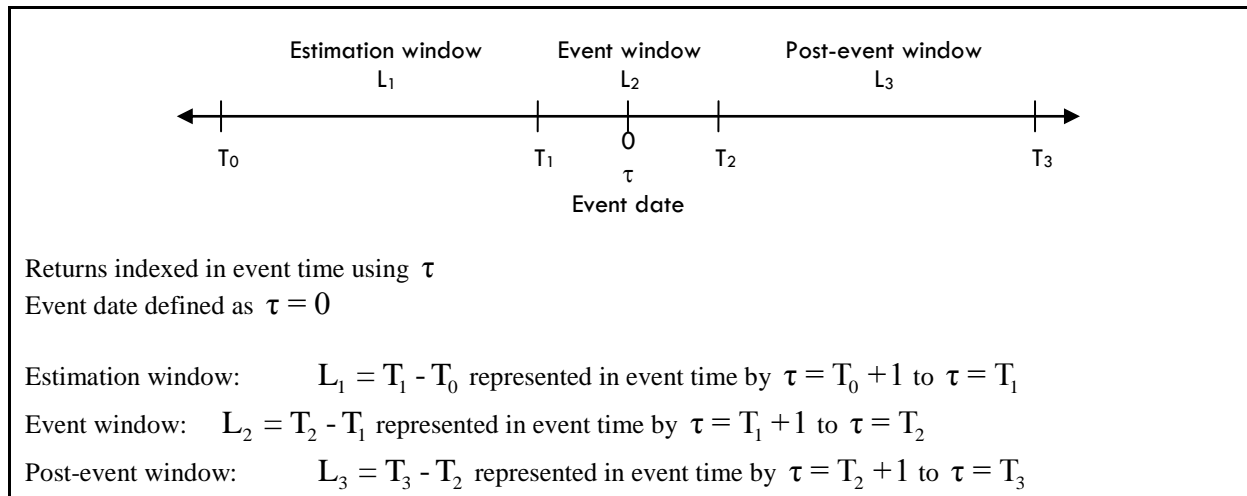 Estimation window Event window Post-event window
L₁ L₂ L₃
0
T₀ T₁ T₂ T₃
τ
Event date
Returns indexed in event time using τ
Event date defined as τ = 0
Estimation window: L₁ = T₁ - T₀ represented in event time by τ = T₀ +1 to τ = T₁
Event window: L₂ = T₂ - T₁ represented in event time by τ = T₁ +1 to τ = T₂
Post-event window: L₃ = T₃ - T₂ represented in event time by τ = T₂ +1 to τ = T₃